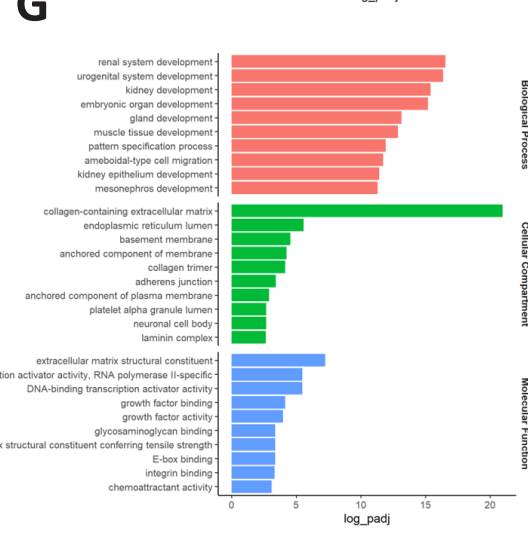 G
renal system development
urogenital system development
kidney development
embryonic organ development
gland development
muscle tissue development
pattern specification process
ameboidal-type cell migration
kidney epithelium development
mesonephros development
Biological Process
collagen-containing extracellular matrix
endoplasmic reticulum lumen
basement membrane
anchored component of membrane
collagen trimer
adherens junction
anchored component of plasma membrane
platelet alpha granule lumen
neuronal cell body
laminin complex
Cellular Compartment
extracellular matrix structural constituent
tion activator activity, RNA polymerase II-specific
DNA-binding transcription activator activity
growth factor binding
growth factor activity
glycosaminoglycan binding
x structural constituent conferring tensile strength
E-box binding
integrin binding
chemoattractant activity
Molecular Function
0 5 10 15 20
log_padj